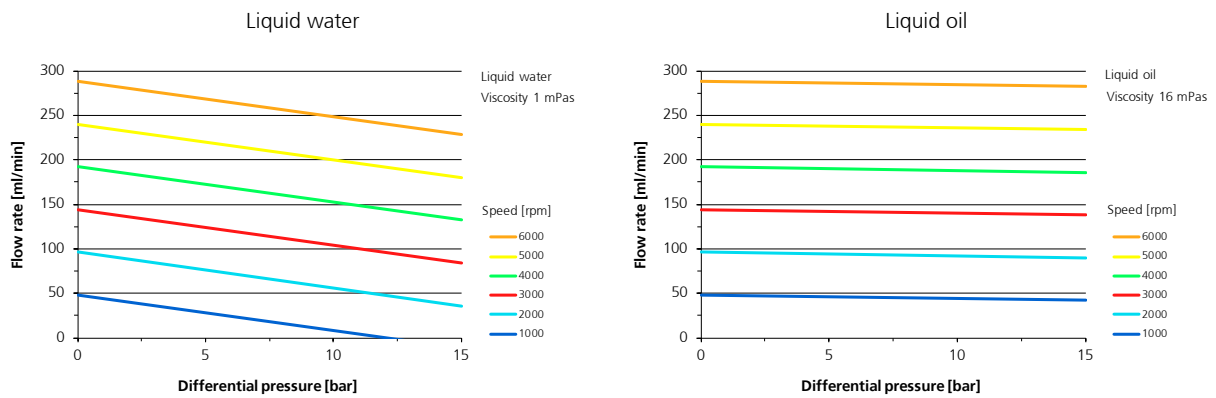 Liquid water
300
250
200
150
100
50
0
Flow rate [ml/min]
0 5 10 15
Differential pressure [bar]
Liquid water
Viscosity 1 mPas
Speed [rpm]
6000
5000
4000
3000
2000
1000
Liquid oil
300
250
200
150
100
50
0
Flow rate [ml/min]
0 5 10 15
Differential pressure [bar]
Liquid oil
Viscosity 16 mPas
Speed [rpm]
6000
5000
4000
3000
2000
1000